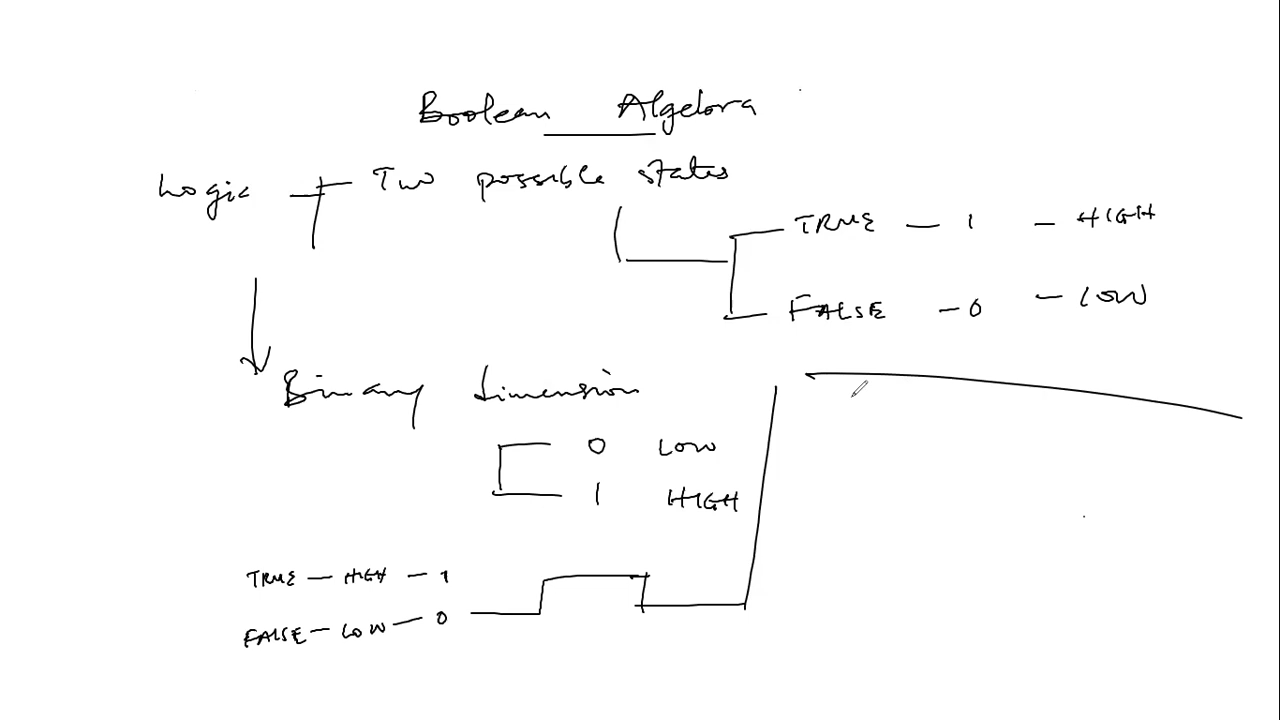 Boolean Algebra
Logic Two possible states
TRUE - 1 - HIGH
FALSE - 0 - LOW
Binary dimension
0 LOW
1 HIGH
TRUE - HIGH - 1
FALSE - LOW - 0